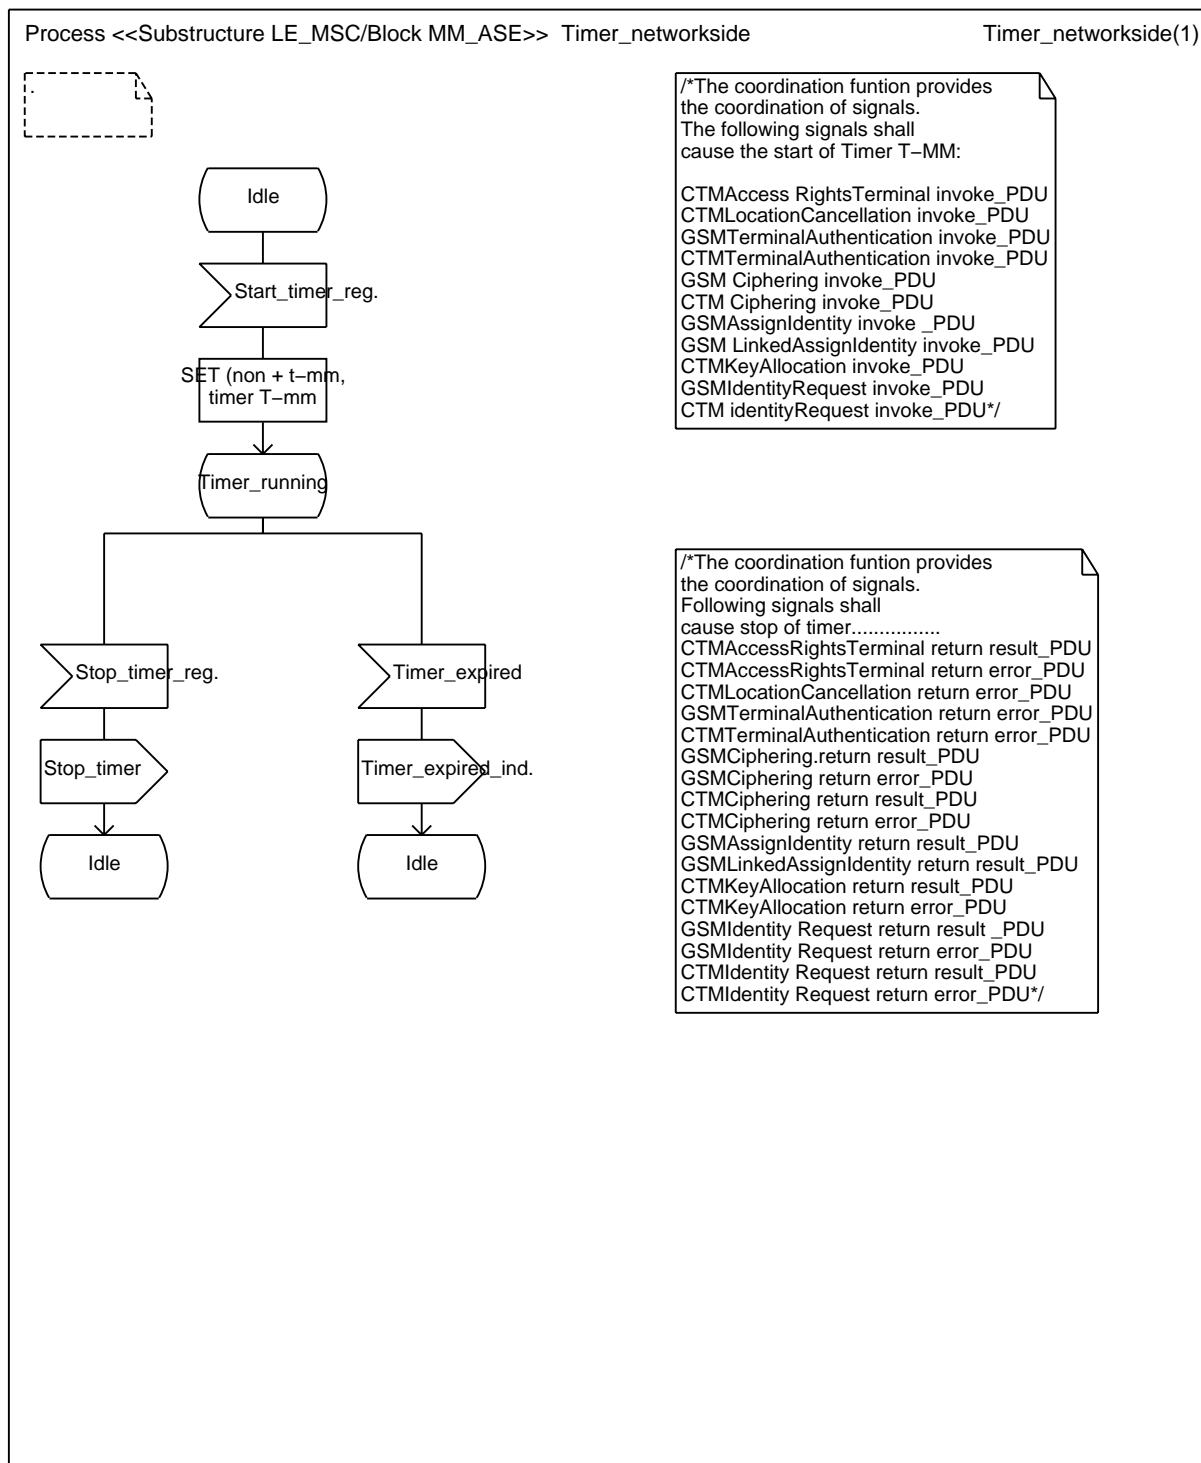 Process <<Substructure LE_MSC/Block MM_ASE>> Timer_networkside Timer_networkside(1)
.
Idle
Start_timer_reg.
SET (non + t−mm,
timer T−mm
Timer_running
Stop_timer_reg.
Timer_expired
Stop_timer
Timer_expired_ind.
Idle
Idle
/*The coordination funtion provides
the coordination of signals.
The following signals shall
cause the start of Timer T−MM:
CTMAccess RightsTerminal invoke_PDU
CTMLocationCancellation invoke_PDU
GSMTerminalAuthentication invoke_PDU
CTMTerminalAuthentication invoke_PDU
GSM Ciphering invoke_PDU
CTM Ciphering invoke_PDU
GSMAssignIdentity invoke _PDU
GSM LinkedAssignIdentity invoke_PDU
CTMKeyAllocation invoke_PDU
GSMIdentityRequest invoke_PDU
CTM identityRequest invoke_PDU*/
/*The coordination funtion provides
the coordination of signals.
Following signals shall
cause stop of timer................
CTMAccessRightsTerminal return result_PDU
CTMAccessRightsTerminal return error_PDU
CTMLocationCancellation return error_PDU
GSMTerminalAuthentication return error_PDU
CTMTerminalAuthentication return error_PDU
GSMCiphering.return result_PDU
GSMCiphering return error_PDU
CTMCiphering return result_PDU
CTMCiphering return error_PDU
GSMAssignIdentity return result_PDU
GSMLinkedAssignIdentity return result_PDU
CTMKeyAllocation return result_PDU
CTMKeyAllocation return error_PDU
GSMIdentity Request return result _PDU
GSMIdentity Request return error_PDU
CTMIdentity Request return result_PDU
CTMIdentity Request return error_PDU*/